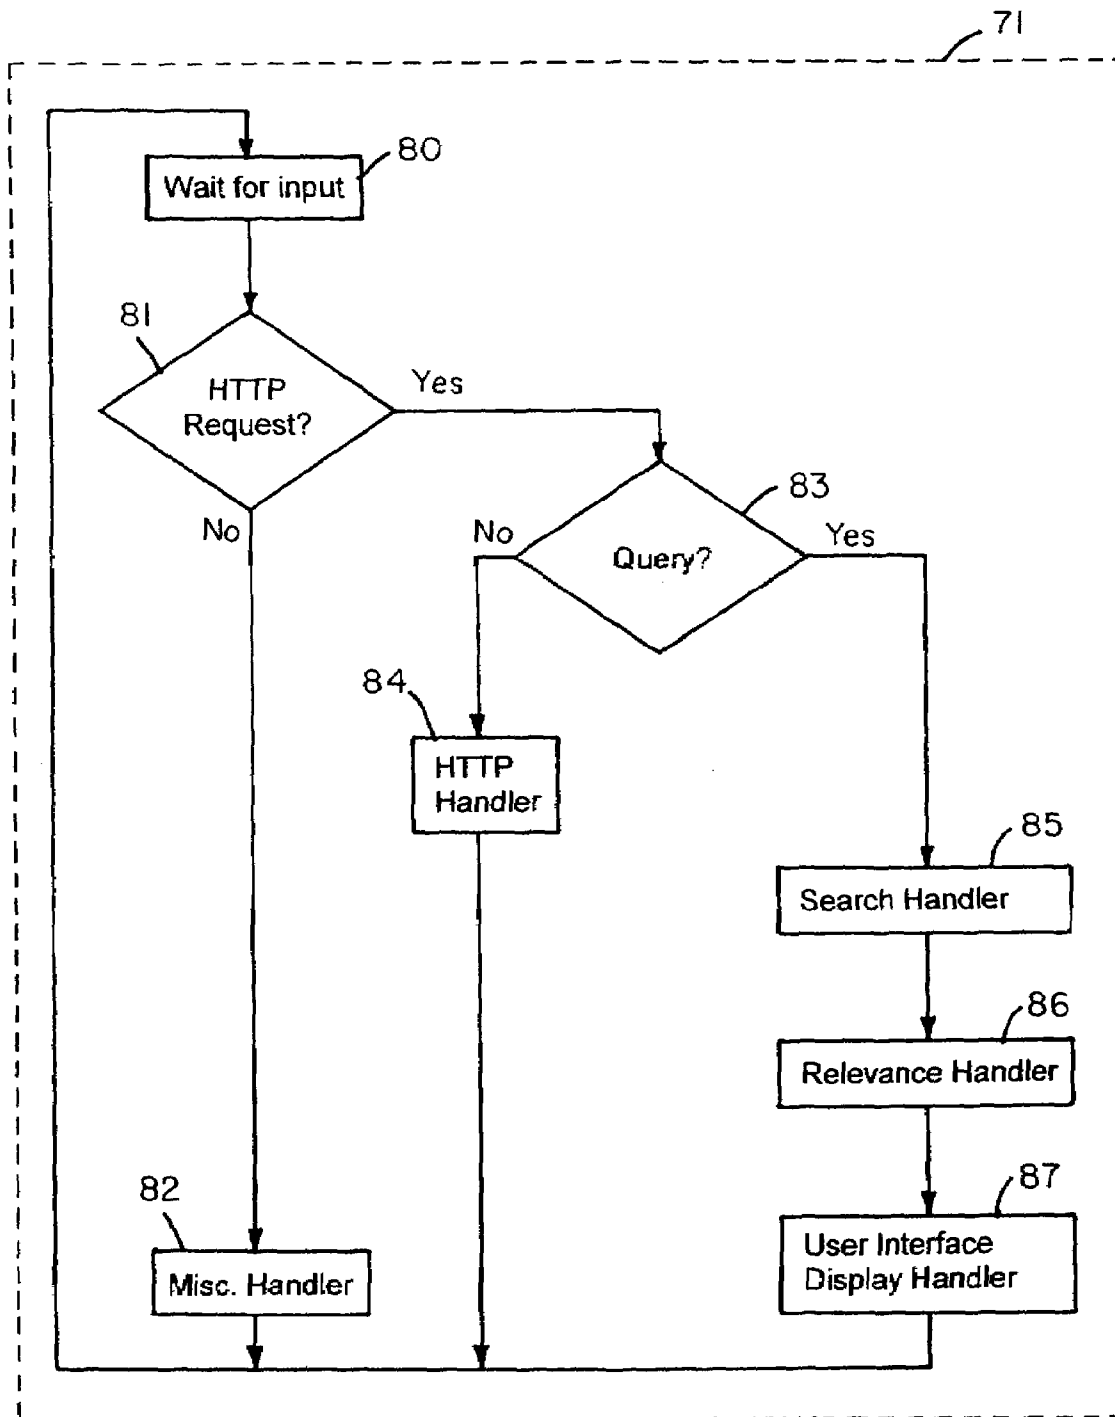 71
80
Wait for input
81
HTTP
Request?
Yes
No
83
Query?
No
Yes
84
HTTP
Handler
85
Search Handler
86
Relevance Handler
87
User Interface
Display Handler
82
Misc. Handler